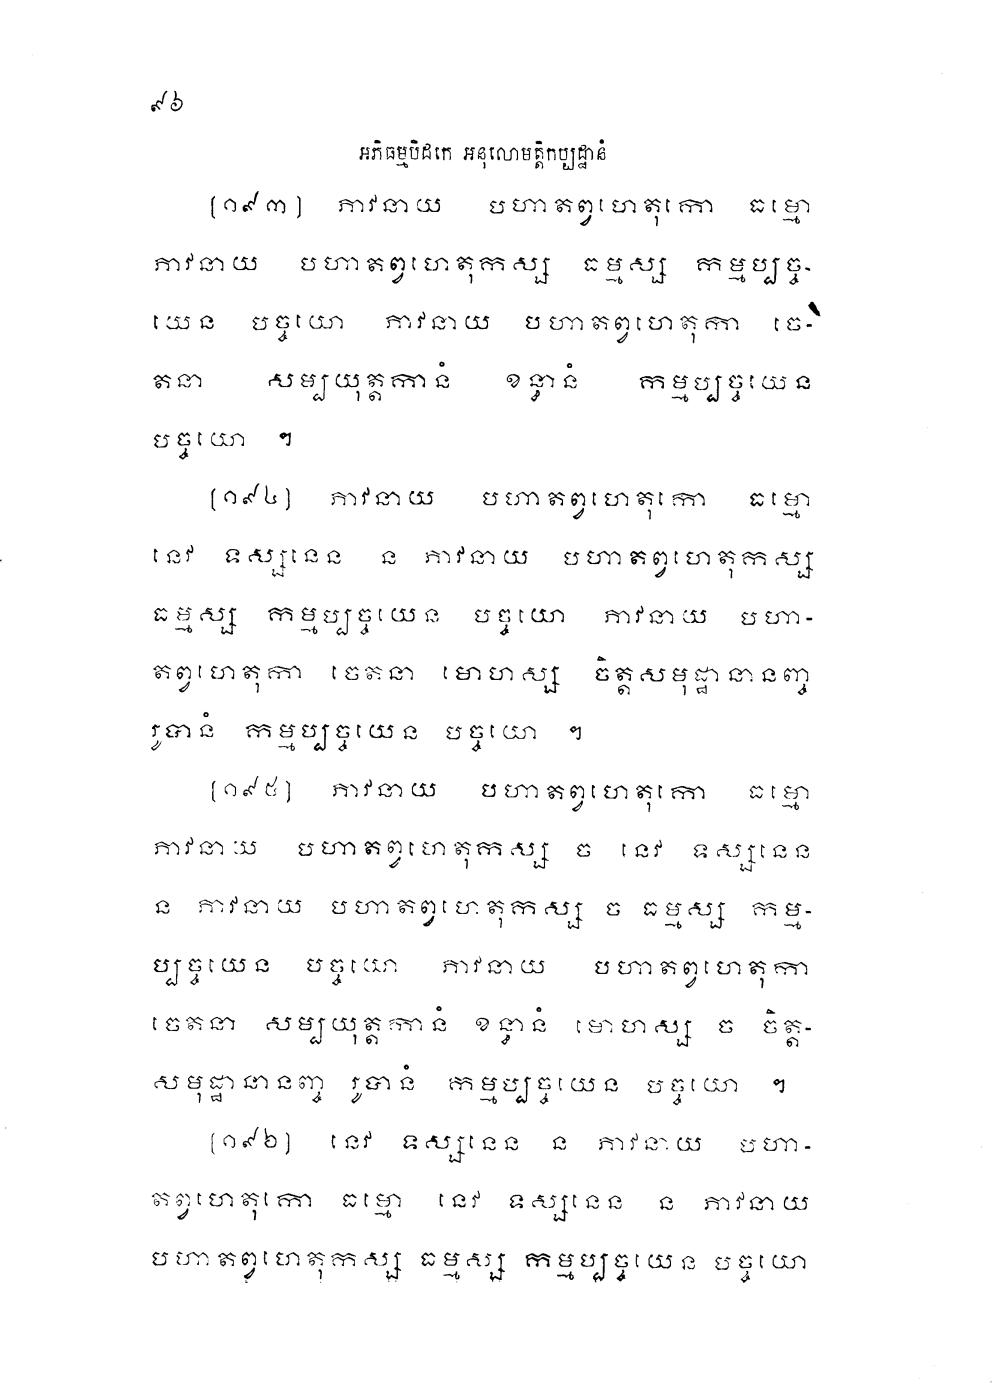 ៩៦
អភិធម្មបិដកេ អនុលោមត្តិកប្បដ្ឋានំ
(១៩៣) ភាវនាយ បហាតព្វហេតុកោ ធម្មោ
ភាវនាយ បហាតព្វហេតុកស្ស ធម្មស្ស កម្មប្បច្ច-
យេន បច្ចយោ ភាវនាយ បហាតព្វហេតុកា ចេ-
តនា សម្បយុត្តកានំ ខន្ធានំ កម្មប្បច្ចយេន
បច្ចយោ ។
(១៩៤) ភាវនាយ បហាតព្វហេតុកោ ធម្មោ
នេវ ទស្សនេន ន ភាវនាយ បហាតព្វហេតុកស្ស
ធម្មស្ស កម្មប្បច្ចយេន បច្ចយោ ភាវនាយ បហា-
តព្វហេតុកា ចេតនា មោហស្ស ចិត្តសមុដ្ឋានានញ្ច
រូបានំ កម្មប្បច្ចយេន បច្ចយោ ។
(១៩៥) ភាវនាយ បហាតព្វហេតុកោ ធម្មោ
ភាវនាយ បហាតព្វហេតុកស្ស ច នេវ ទស្សនេន
ន ភាវនាយ បហាតព្វហេតុកស្ស ច ធម្មស្ស កម្ម-
ប្បច្ចយេន បច្ចយោ ភាវនាយ បហាតព្វហេតុកា
ចេតនា សម្បយុត្តកានំ ខន្ធានំ មោហស្ស ច ចិត្ត-
សមុដ្ឋានានញ្ច រូបានំ កម្មប្បច្ចយេន បច្ចយោ ។
(១៩៦) នេវ ទស្សនេន ន ភាវនាយ បហា-
តព្វហេតុកោ ធម្មោ នេវ ទស្សនេន ន ភាវនាយ
បហាតព្វហេតុកស្ស ធម្មស្ស កម្មប្បច្ចយេន បច្ចយោ